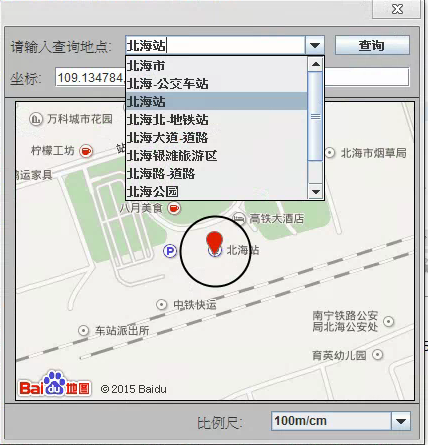 请输入查询地点:
北海站
查询
坐标:
109.134784,
北海市
北海-公交车站
北海站
北海北-地铁站
北海大道-道路
北海银滩旅游区
北海路-道路
北海公园
万科城市花园
柠檬工坊
站
鸿运家具
北海市烟草局
八月美食
高铁大酒店
P
北海站
中铁快运
车站派出所
南宁铁路公安
局北海公安处
育英幼儿园
Bai du 地图
© 2015 Baidu
比例尺:
100m/cm